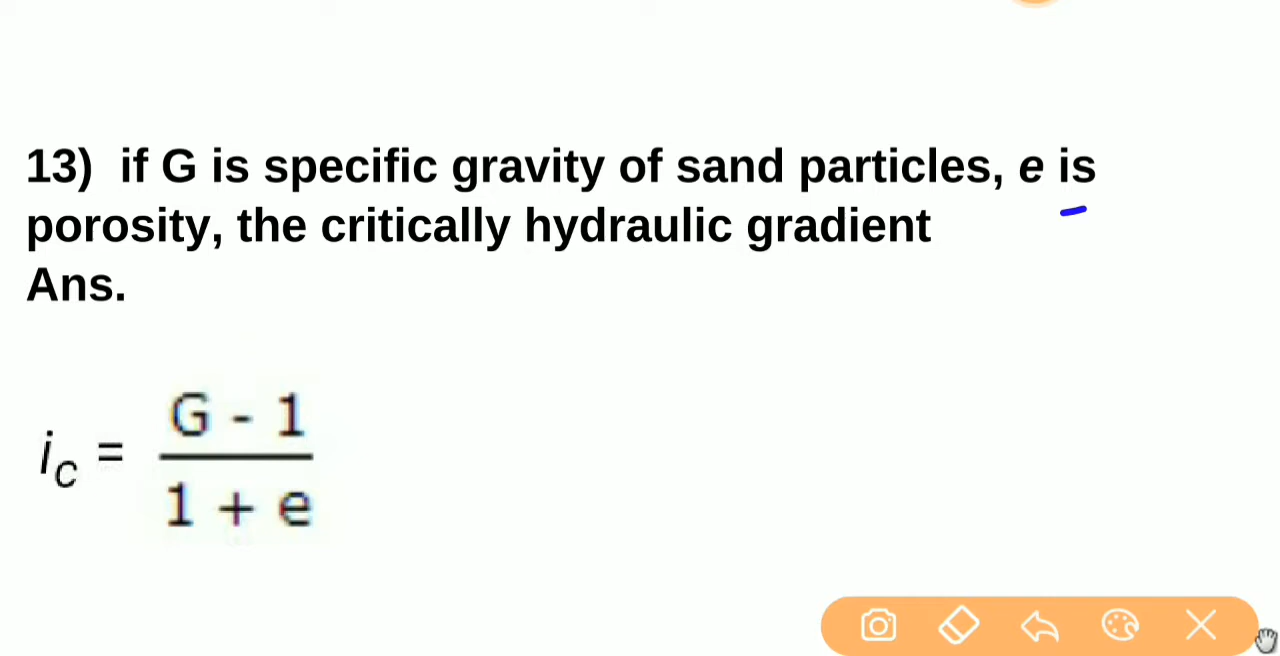 13) if G is specific gravity of sand particles, e is
porosity, the critically hydraulic gradient
Ans.
ic = G - 1
1 + e